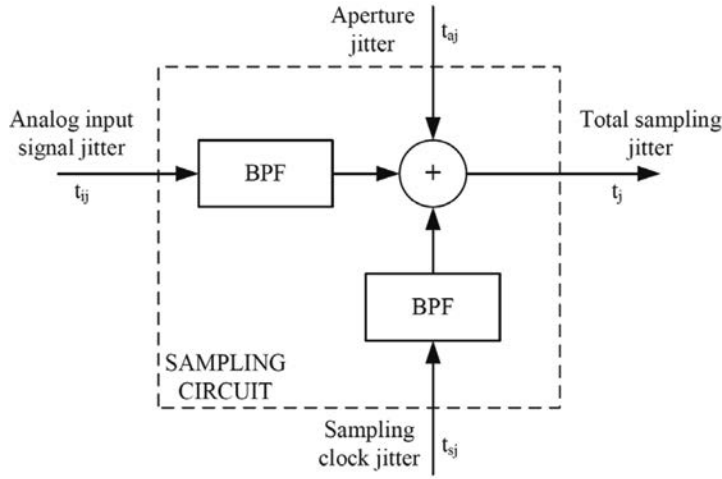 Aperture
jitter
t_aj
Analog input
signal jitter
t_ij
BPF
+
Total sampling
jitter
t_j
BPF
SAMPLING
CIRCUIT
Sampling
clock jitter
t_sj